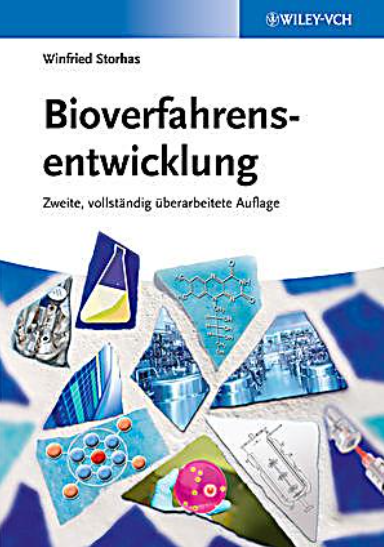 WILEY-VCH
Winfried Storhas
Bioverfahrens-
entwicklung
Zweite, vollständig überarbeitete Auflage